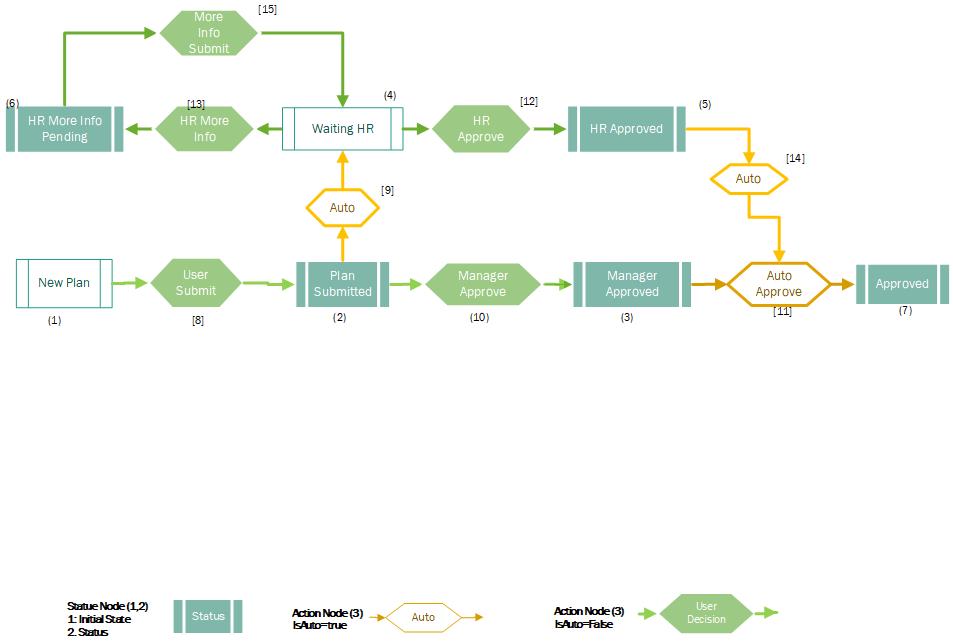 [15]
More
Info
Submit
(6)
HR More Info
Pending
[13]
HR More
Info
(4)
Waiting HR
[12]
HR
Approve
(5)
HR Approved
[14]
Auto
[9]
Auto
New Plan
(1)
User
Submit
[8]
Plan
Submitted
(2)
Manager
Approve
(10)
Manager
Approved
(3)
Auto
Approve
[11]
Approved
(7)
Statue Node (1,2)
1: Initial State
2. Status
Status
Action Node (3)
IsAuto=true
Auto
Action Node (3)
IsAuto=False
User
Decision